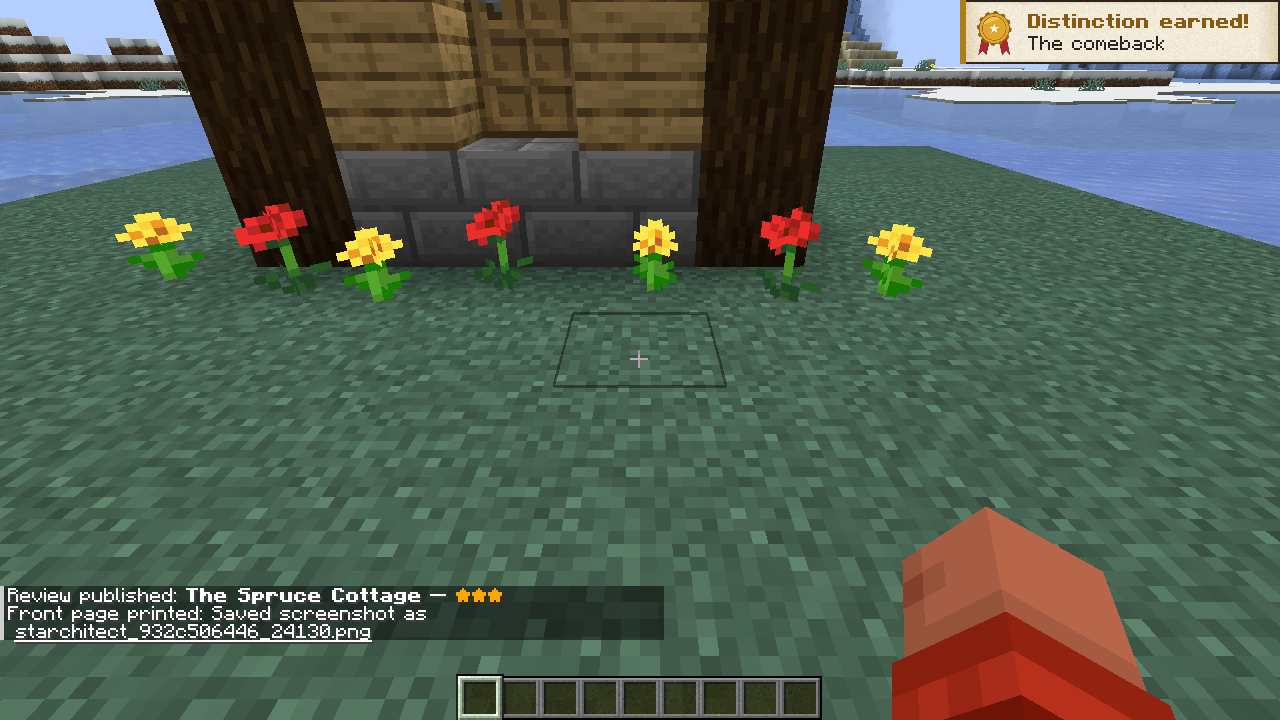 Distinction earned!
The comeback
Review published: The Spruce Cottage — ★★★
Front page printed: Saved screenshot as
starchitect_932c506446_24130.png